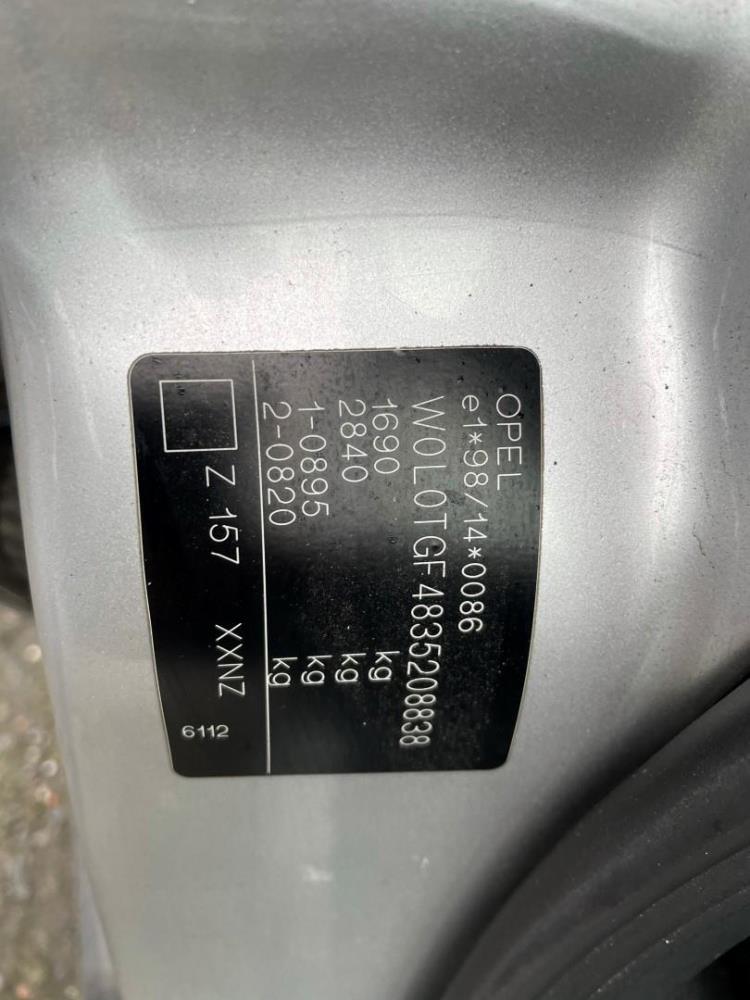 OPEL
e1*98/14*0086
W0L0TGF4835208838
1690 kg
2840 kg
1-0895 kg
2-0820 kg
Z 157 XXNZ
6112